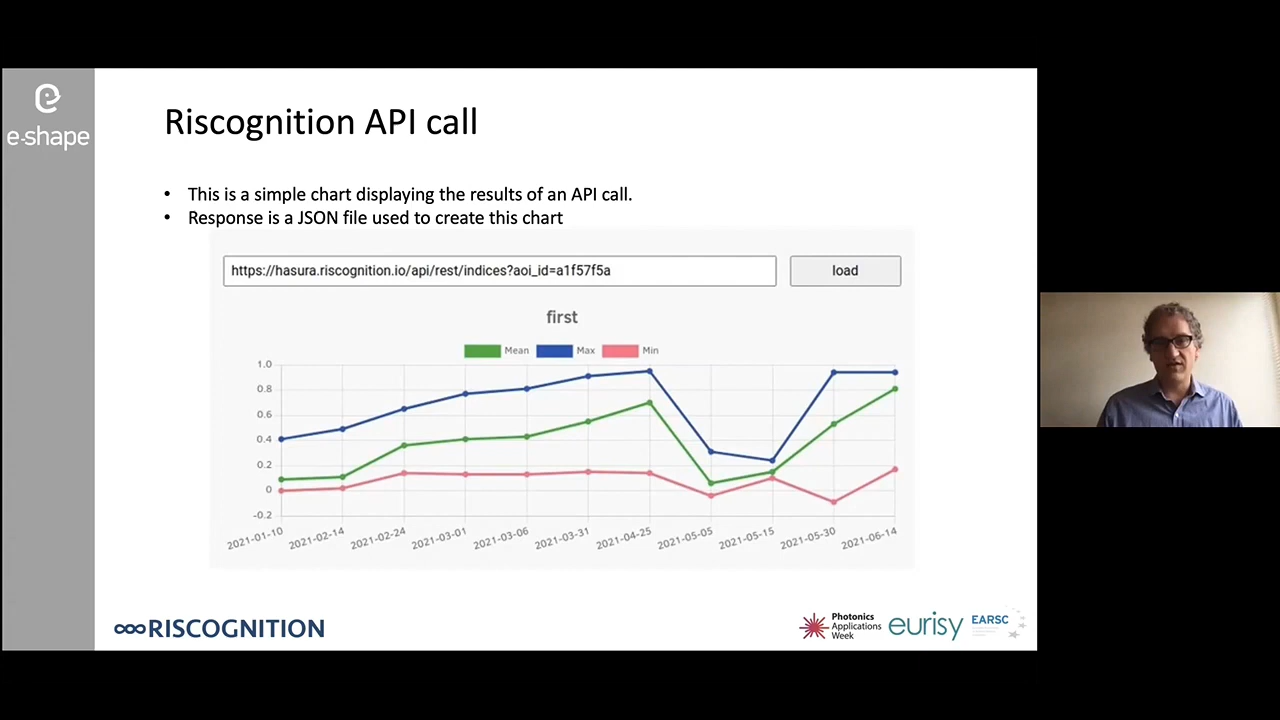 e-shape
Riscognition API call
• This is a simple chart displaying the results of an API call.
• Response is a JSON file used to create this chart
https://hasura.riscognition.io/api/rest/indices?aoi_id=a1f57f5a
load
first
Mean Max Min
1.0
0.8
0.6
0.4
0.2
0
-0.2
2021-01-10 2021-02-14 2021-02-24 2021-03-01 2021-03-06 2021-03-31 2021-04-25 2021-05-05 2021-05-15 2021-05-30 2021-06-14
RISCOGNITION
Photonics
Applications
Week
eurisy
EARSC